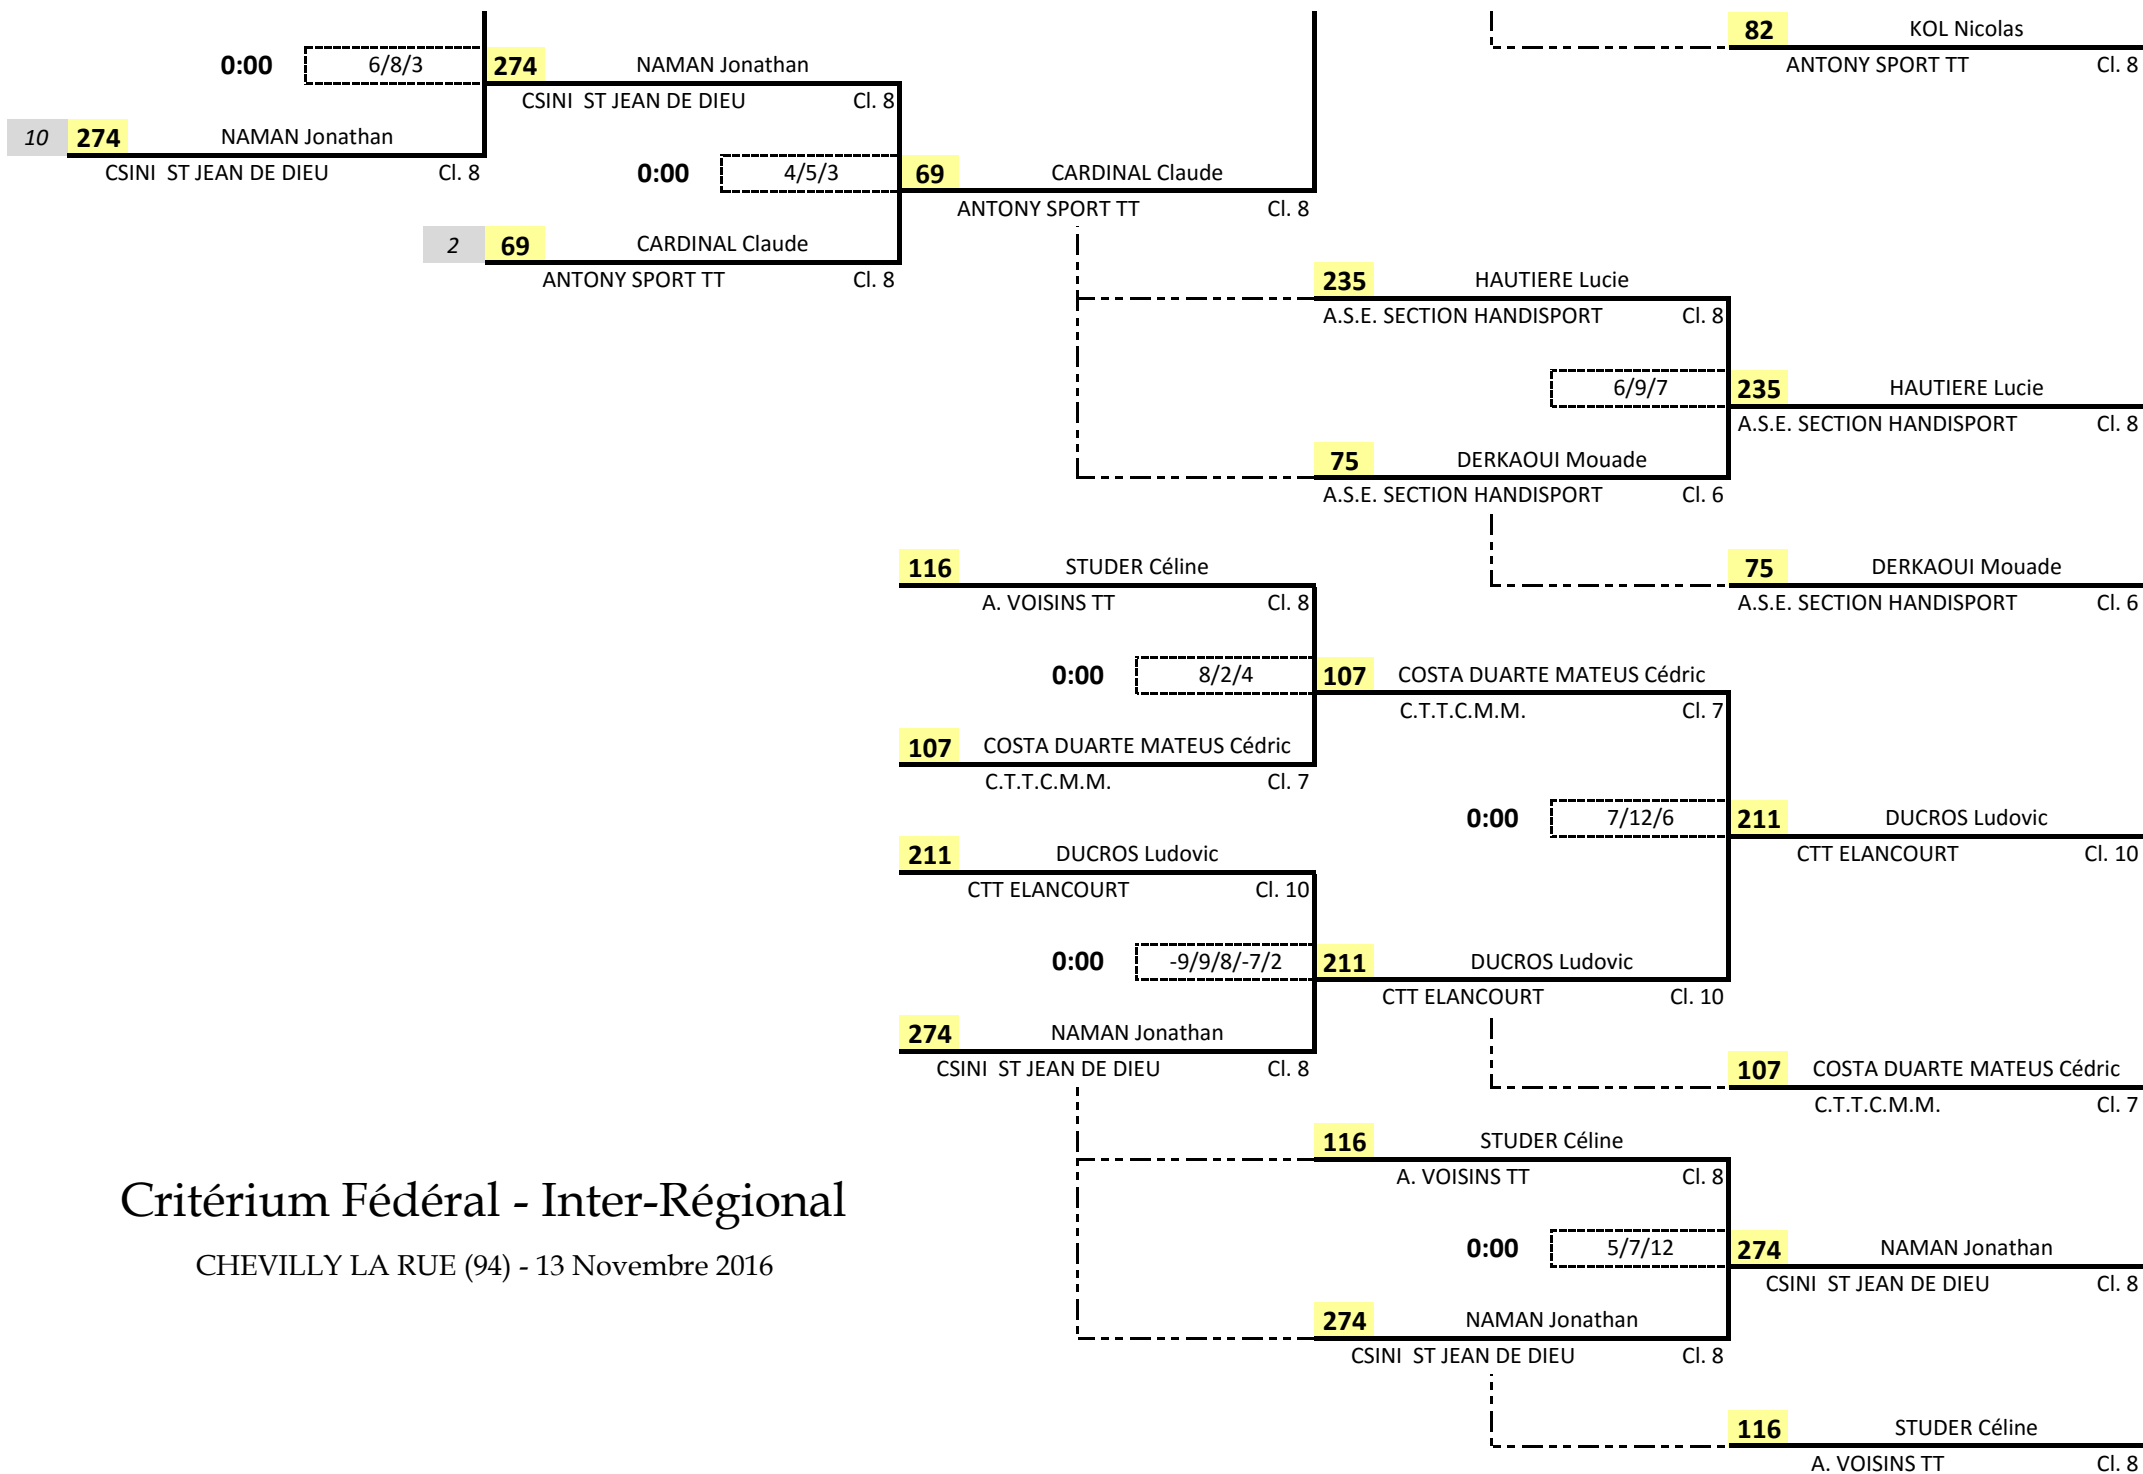 82 KOL Nicolas
0:00 6/8/3 274 NAMAN Jonathan ANTONY SPORT TT Cl. 8
CSINI ST JEAN DE DIEU Cl. 8
10 274 NAMAN Jonathan
CSINI ST JEAN DE DIEU Cl. 8 0:00 4/5/3 69 CARDINAL Claude
ANTONY SPORT TT Cl. 8
2 69 CARDINAL Claude
ANTONY SPORT TT Cl. 8 235 HAUTIERE Lucie
A.S.E. SECTION HANDISPORT Cl. 8
6/9/7 235 HAUTIERE Lucie
A.S.E. SECTION HANDISPORT Cl. 8
75 DERKAOUI Mouade
A.S.E. SECTION HANDISPORT Cl. 6
116 STUDER Céline 75 DERKAOUI Mouade
A. VOISINS TT Cl. 8 A.S.E. SECTION HANDISPORT Cl. 6
0:00 8/2/4 107 COSTA DUARTE MATEUS Cédric
C.T.T.C.M.M. Cl. 7
107 COSTA DUARTE MATEUS Cédric
C.T.T.C.M.M. Cl. 7
0:00 7/12/6 211 DUCROS Ludovic
211 DUCROS Ludovic CTT ELANCOURT Cl. 10
CTT ELANCOURT Cl. 10
0:00 -9/9/8/-7/2 211 DUCROS Ludovic
CTT ELANCOURT Cl. 10
274 NAMAN Jonathan
CSINI ST JEAN DE DIEU Cl. 8 107 COSTA DUARTE MATEUS Cédric
C.T.T.C.M.M. Cl. 7
116 STUDER Céline
A. VOISINS TT Cl. 8
Critérium Fédéral - Inter-Régional
0:00 5/7/12 274 NAMAN Jonathan
CHEVILLY LA RUE (94) - 13 Novembre 2016
CSINI ST JEAN DE DIEU Cl. 8
274 NAMAN Jonathan
CSINI ST JEAN DE DIEU Cl. 8
116 STUDER Céline
A. VOISINS TT Cl. 8